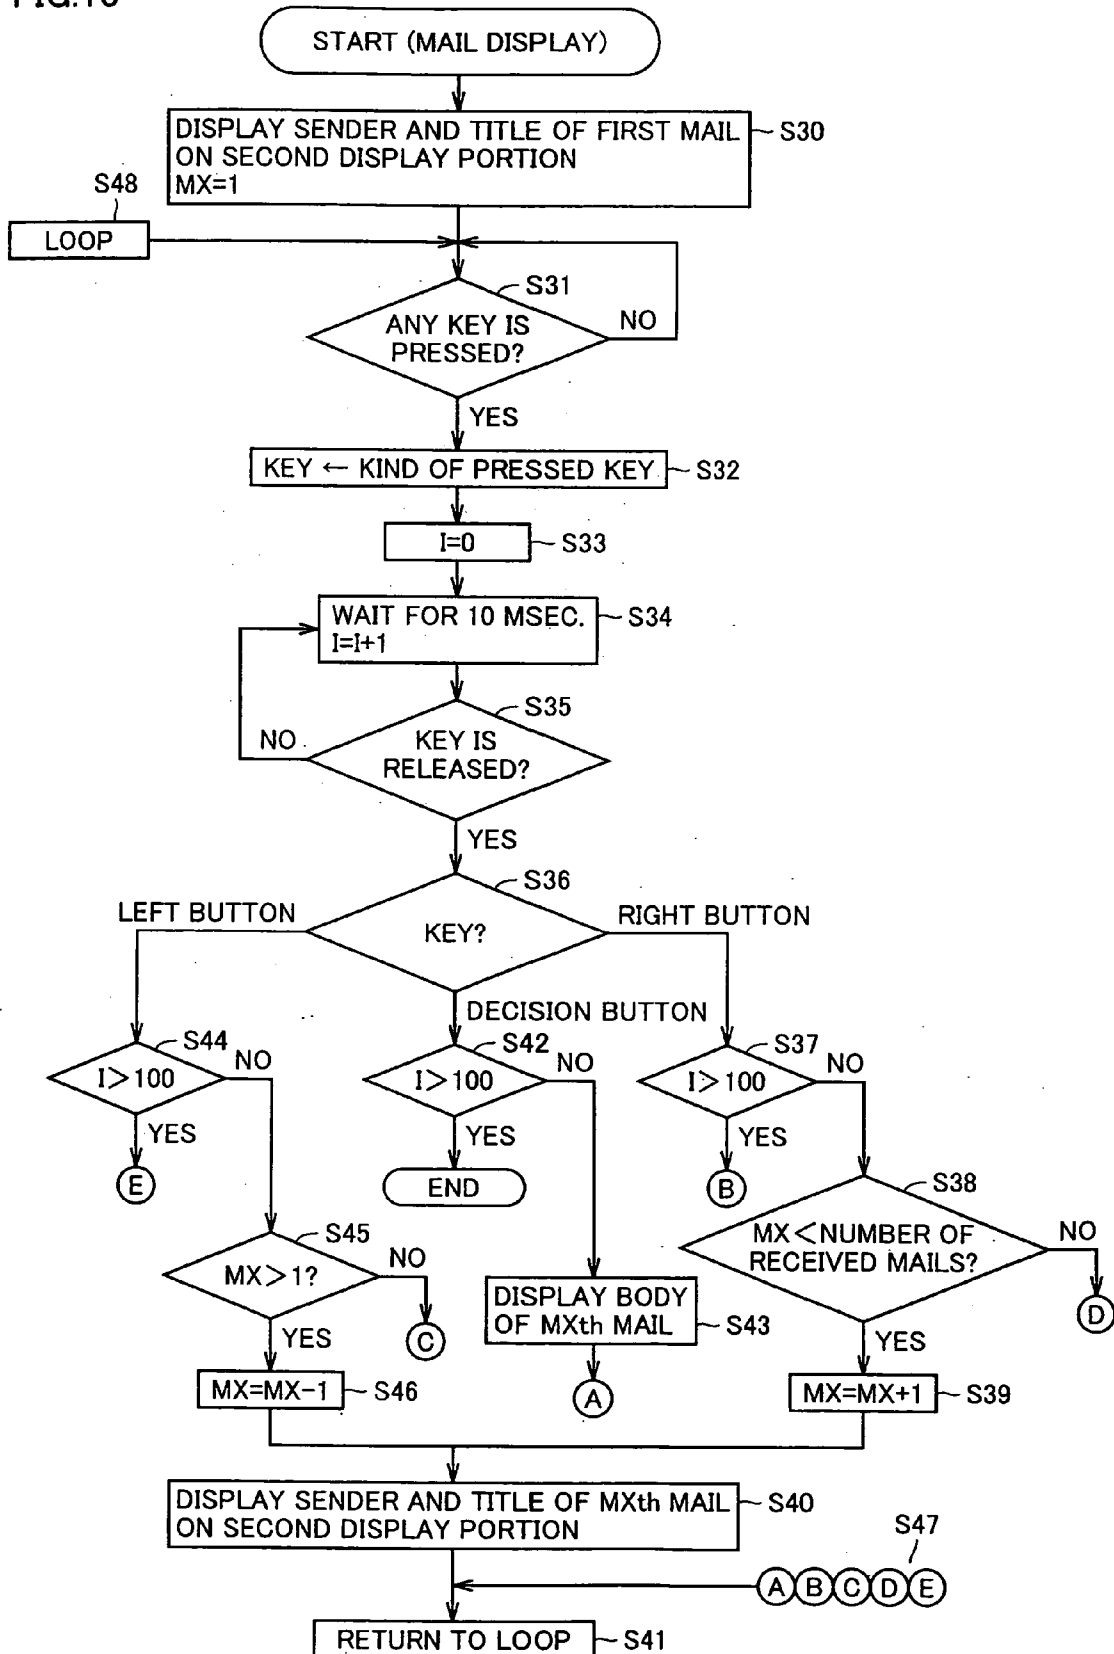 START (MAIL DISPLAY)
DISPLAY SENDER AND TITLE OF FIRST MAIL
ON SECOND DISPLAY PORTION
MX=1
S30
S48
LOOP
S31
ANY KEY IS
PRESSED?
NO
YES
KEY ← KIND OF PRESSED KEY
S32
I=0
S33
WAIT FOR 10 MSEC.
I=I+1
S34
S35
KEY IS
RELEASED?
NO
YES
S36
KEY?
LEFT BUTTON
RIGHT BUTTON
DECISION BUTTON
S44
I>100
NO
YES
E
S42
I>100
NO
YES
END
S37
I>100
NO
YES
B
S38
MX<NUMBER OF
RECEIVED MAILS?
NO
D
YES
S45
MX>1?
NO
C
YES
DISPLAY BODY
OF MXth MAIL
S43
A
MX=MX-1
S46
MX=MX+1
S39
DISPLAY SENDER AND TITLE OF MXth MAIL
ON SECOND DISPLAY PORTION
S40
S47
A B C D E
RETURN TO LOOP
S41